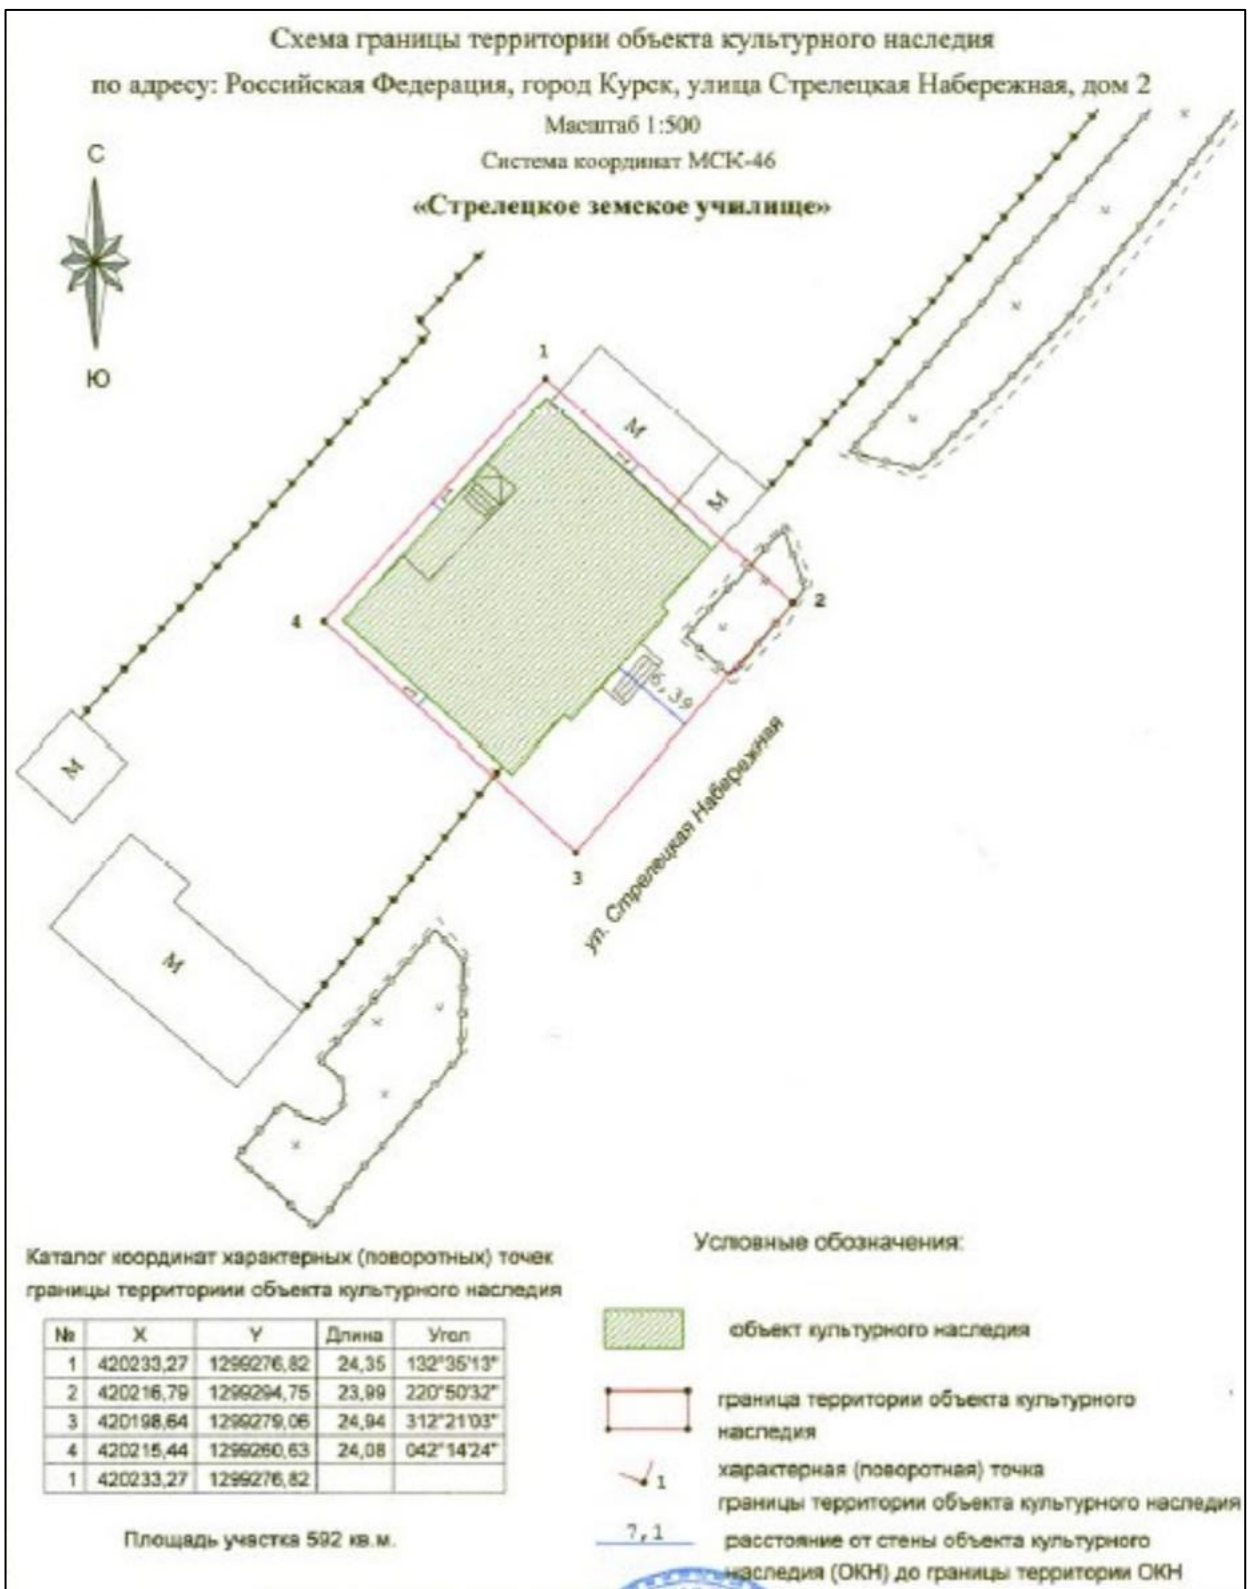 Схема границы территории объекта культурного наследия
по адресу: Российская Федерация, город Курск, улица Стрелецкая Набережная, дом 2
Масштаб 1:500
Система координат МСК-46
«Стрелецкое земское училище»
С
Ю
1
М
М
1
1
4
2
6,39
1
М
3
ул. Стрелецкая Набережная
М
Каталог координат характерных (поворотных) точек
границы территориии объекта культурного наследия
№ X Y Длина Угол
1 420233,27 1299276,82 24,35 132°35'13"
2 420216,79 1299294,75 23,99 220°50'32"
3 420198,64 1299279,06 24,94 312°21'03"
4 420215,44 1299260,63 24,08 042°14'24"
1 420233,27 1299276,82
Площадь участка 592 кв.м.
Условные обозначения:
объект культурного наследия
граница территории объекта культурного
наследия
1
характерная (поворотная) точка
границы территории объекта культурного наследия
7,1
расстояние от стены объекта культурного
наследия (ОКН) до границы территории ОКН